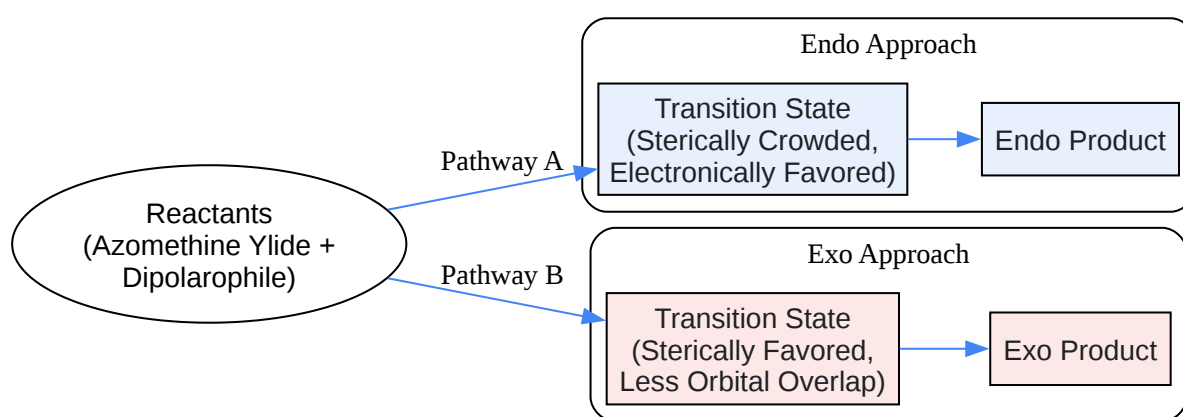 Endo Approach
Transition State
(Sterically Crowded,
Electronically Favored)
Endo Product
Pathway A
Reactants
(Azomethine Ylide +
Dipolarophile)
Pathway B
Exo Approach
Transition State
(Sterically Favored,
Less Orbital Overlap)
Exo Product